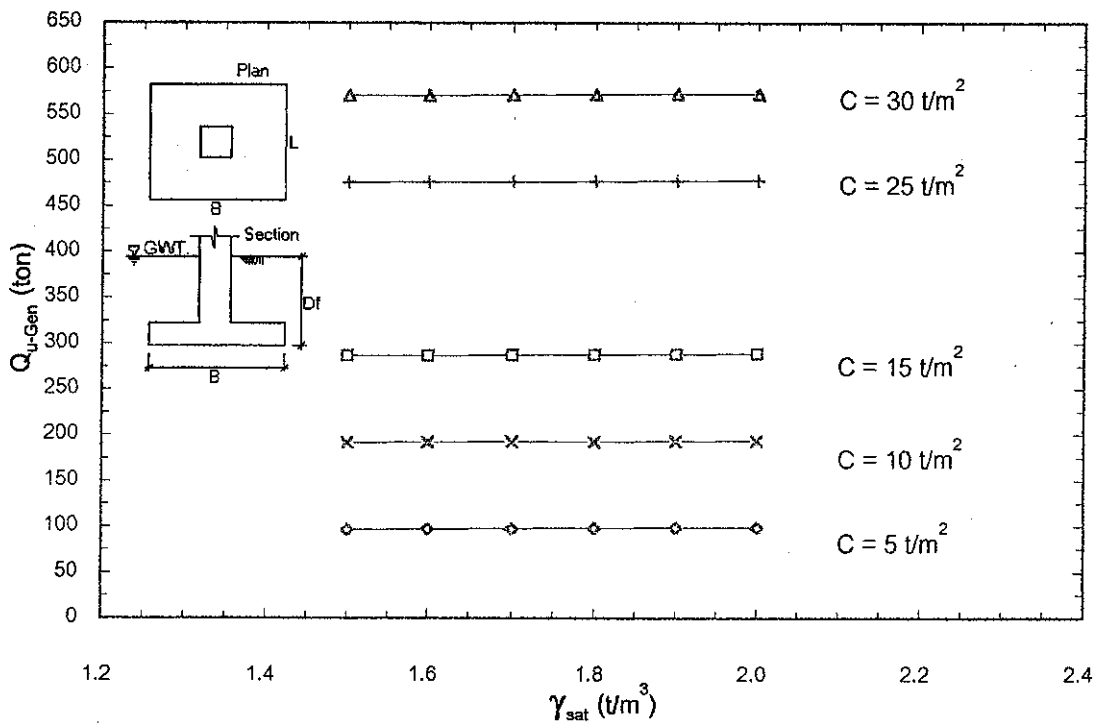 650
600
550
500
450
400
350
300
250
200
150
100
50
0
Q_u-Gen (ton)
Plan
L
B
GWT
Section
Df
B
C = 30 t/m²
C = 25 t/m²
C = 15 t/m²
C = 10 t/m²
C = 5 t/m²
1.2 1.4 1.6 1.8 2.0 2.2 2.4
γ_sat (t/m³)